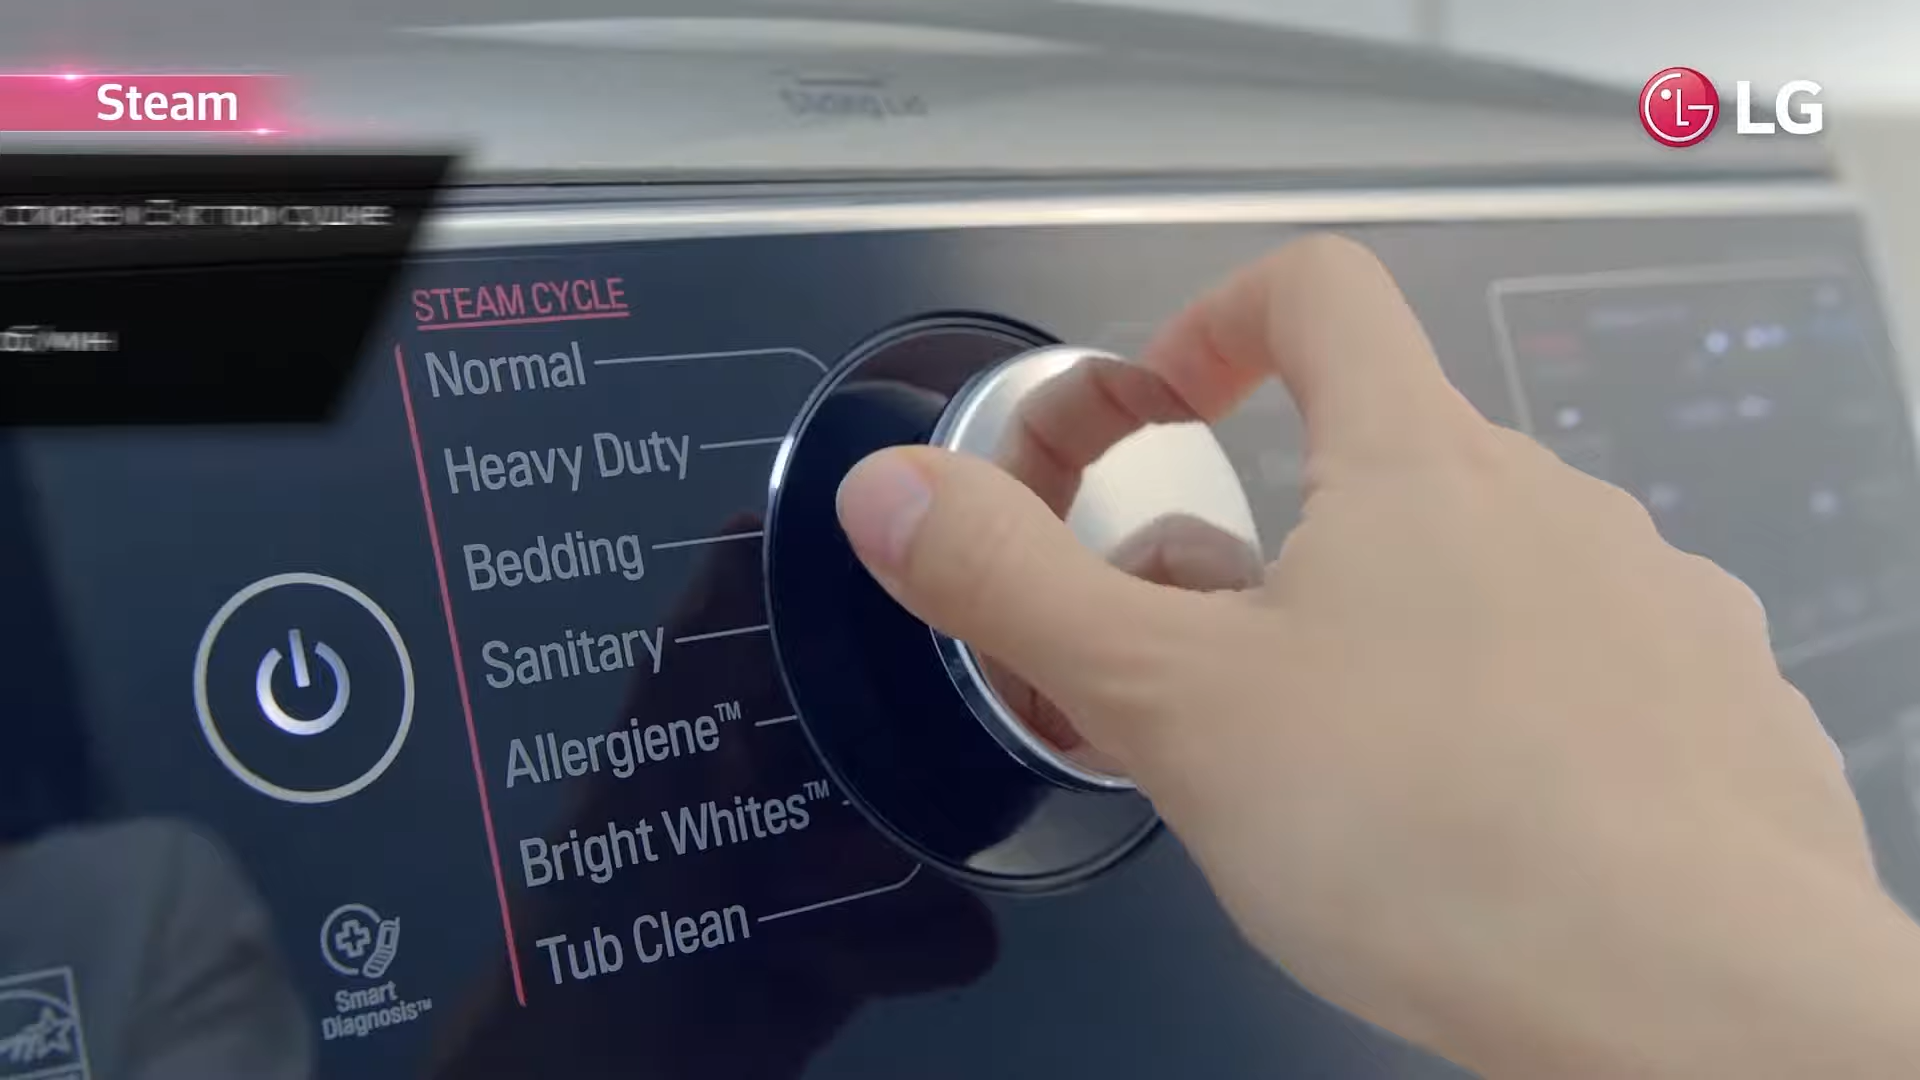 Steam
LG
STEAM CYCLE
Normal
Heavy Duty
Bedding
Sanitary
Allergiene™
Bright Whites™
Tub Clean
Smart
Diagnosis™